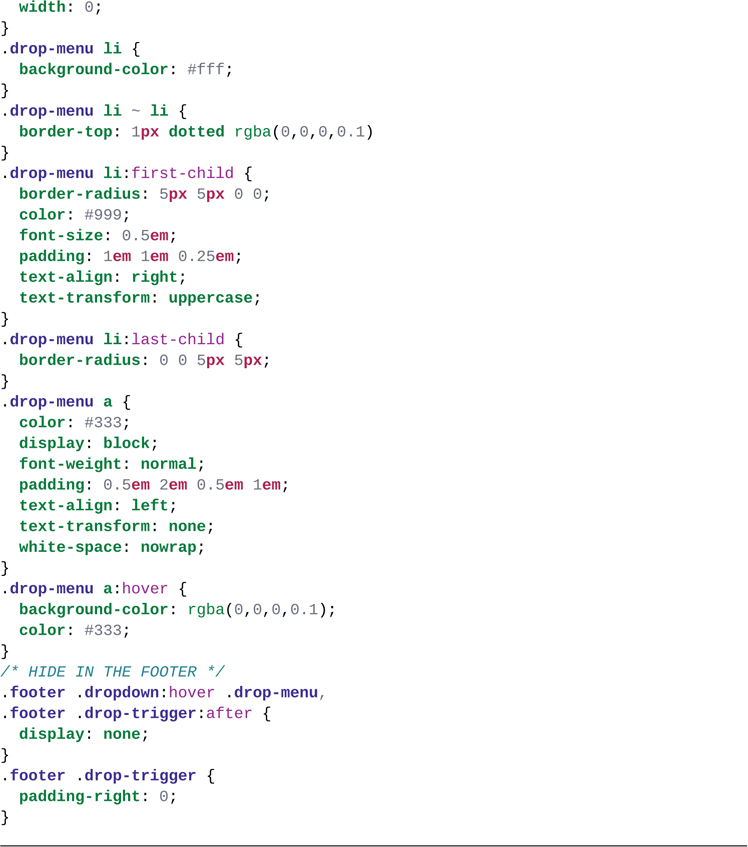 width: 0;
}
.drop-menu li {
  background-color: #fff;
}
.drop-menu li ~ li {
  border-top: 1px dotted rgba(0,0,0,0.1)
}
.drop-menu li:first-child {
  border-radius: 5px 5px 0 0;
  color: #999;
  font-size: 0.5em;
  padding: 1em 1em 0.25em;
  text-align: right;
  text-transform: uppercase;
}
.drop-menu li:last-child {
  border-radius: 0 0 5px 5px;
}
.drop-menu a {
  color: #333;
  display: block;
  font-weight: normal;
  padding: 0.5em 2em 0.5em 1em;
  text-align: left;
  text-transform: none;
  white-space: nowrap;
}
.drop-menu a:hover {
  background-color: rgba(0,0,0,0.1);
  color: #333;
}
/* HIDE IN THE FOOTER */
.footer .dropdown:hover .drop-menu,
.footer .drop-trigger:after {
  display: none;
}
.footer .drop-trigger {
  padding-right: 0;
}